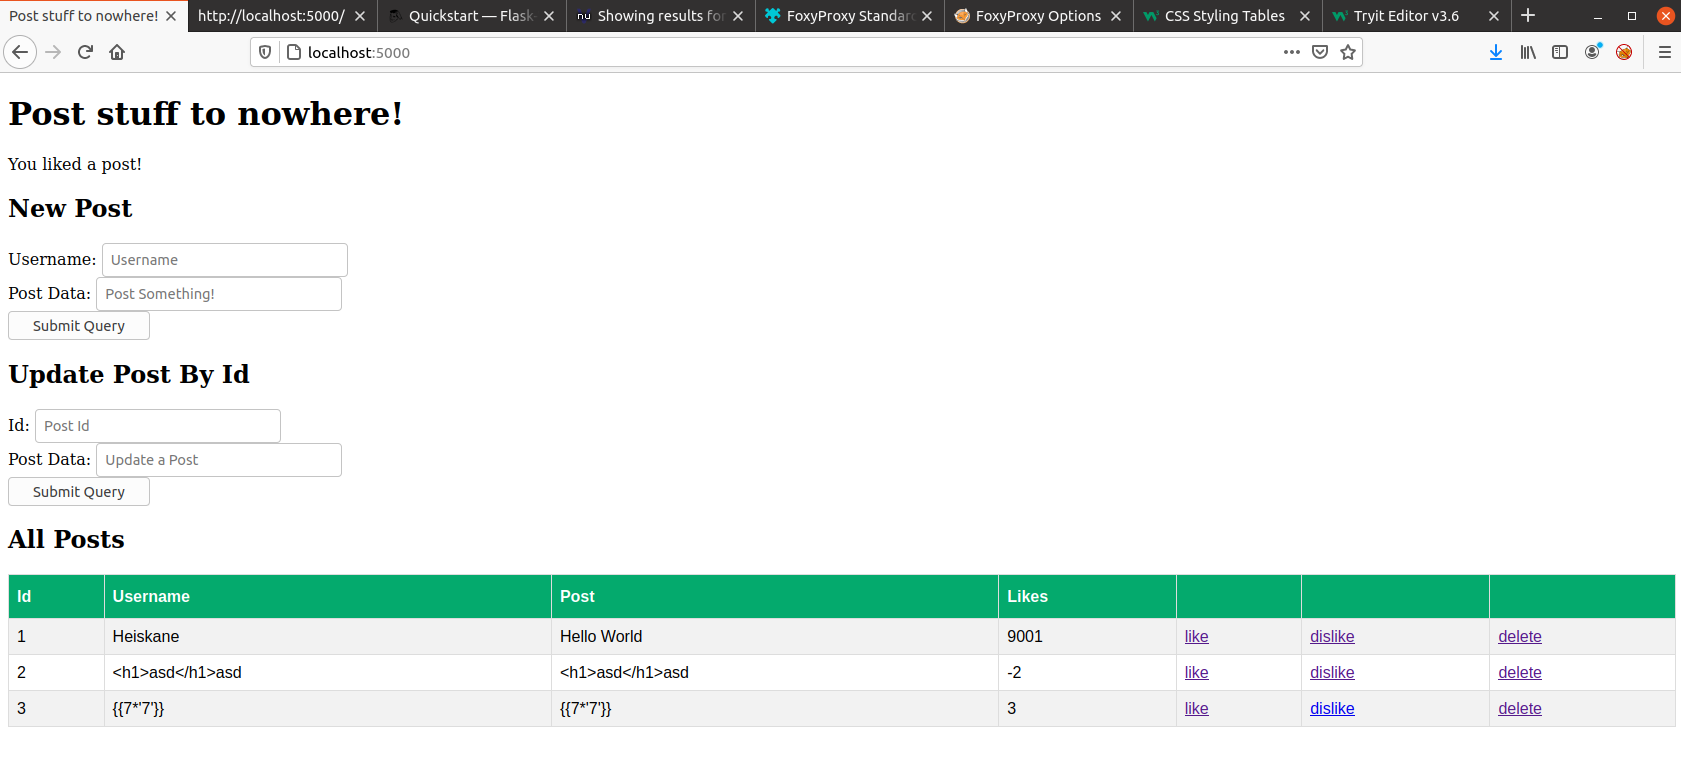 Post stuff to nowhere! http://localhost:5000/ Quickstart — Flask Showing results for FoxyProxy Standard FoxyProxy Options CSS Styling Tables Tryit Editor v3.6
localhost:5000
Post stuff to nowhere!
You liked a post!
New Post
Username: Username
Post Data: Post Something!
Submit Query
Update Post By Id
Id: Post Id
Post Data: Update a Post
Submit Query
All Posts
Id Username Post Likes
1 Heiskane Hello World 9001 like dislike delete
2 <h1>asd</h1>asd <h1>asd</h1>asd -2 like dislike delete
3 {{7*'7'}} {{7*'7'}} 3 like dislike delete